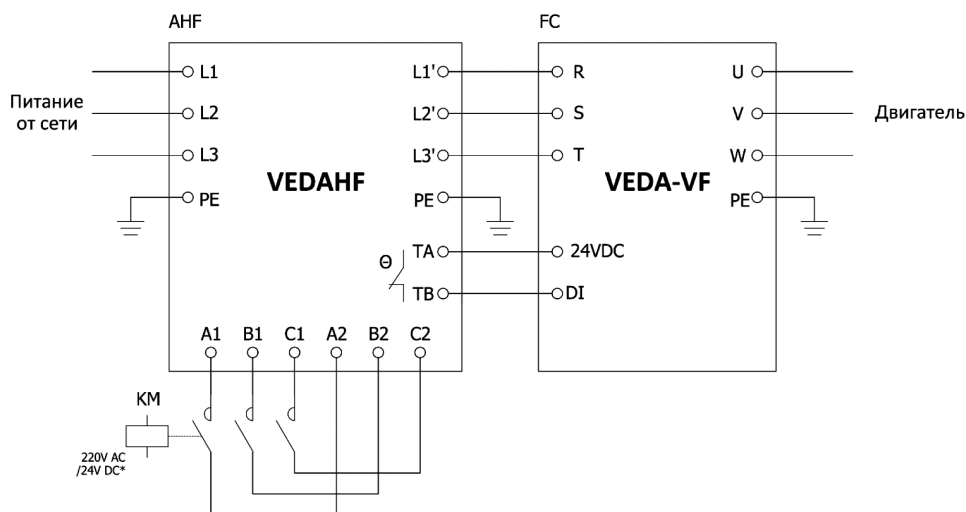 AHF
FC
L1
L1'
R
U
Питание
от сети
L2
L2'
S
V
Двигатель
L3
L3'
T
W
VEDAHF
VEDA-VF
PE
PE
PE
TA
24VDC
Θ
TB
DI
A1 B1 C1 A2 B2 C2
KM
220V AC
/24V DC*